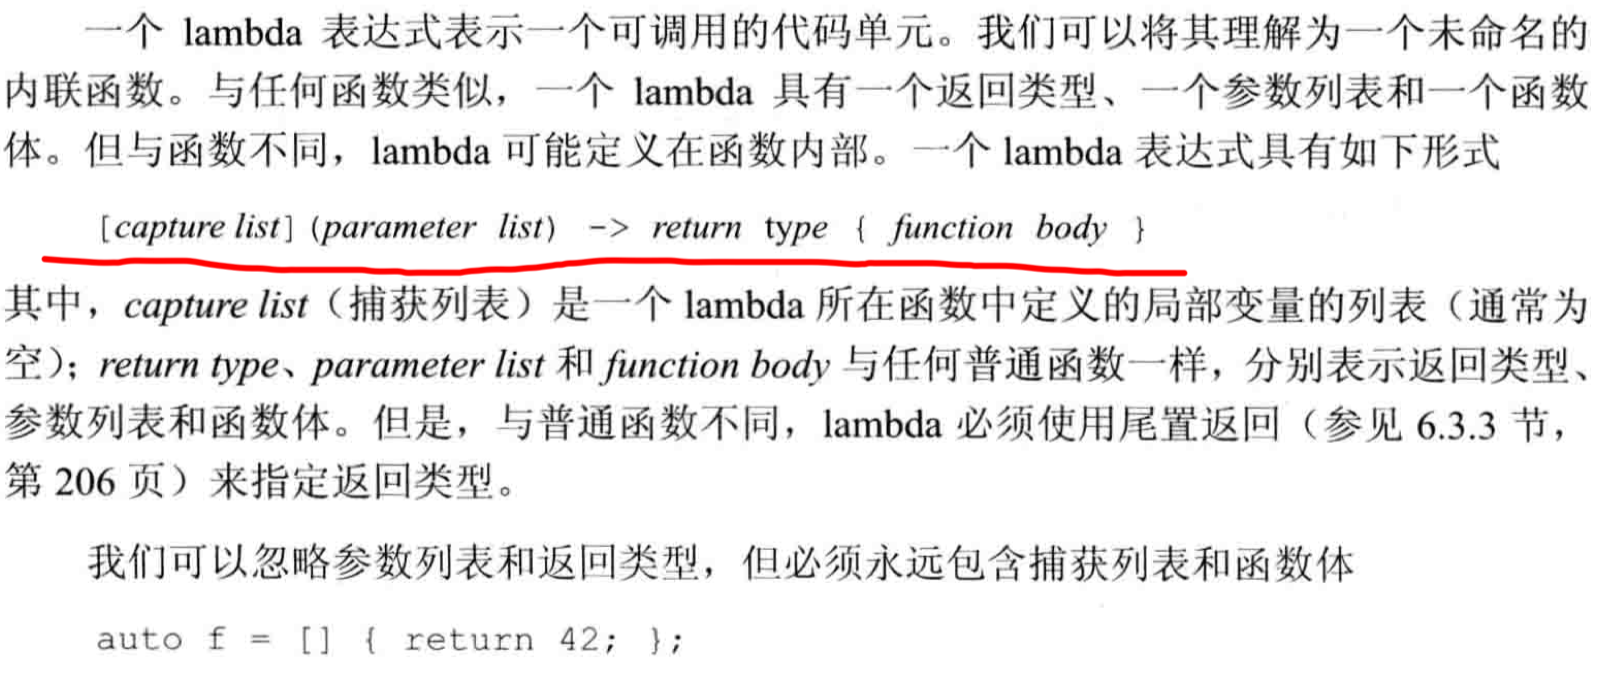 一个 lambda 表达式表示一个可调用的代码单元。我们可以将其理解为一个未命名的
内联函数。与任何函数类似，一个 lambda 具有一个返回类型、一个参数列表和一个函数
体。但与函数不同，lambda 可能定义在函数内部。一个 lambda 表达式具有如下形式
[capture list](parameter list) -> return type { function body }
其中，capture list（捕获列表）是一个 lambda 所在函数中定义的局部变量的列表（通常为
空）；return type、parameter list 和 function body 与任何普通函数一样，分别表示返回类型、
参数列表和函数体。但是，与普通函数不同，lambda 必须使用尾置返回（参见 6.3.3 节，
第 206 页）来指定返回类型。
我们可以忽略参数列表和返回类型，但必须永远包含捕获列表和函数体
auto f = [] { return 42; };